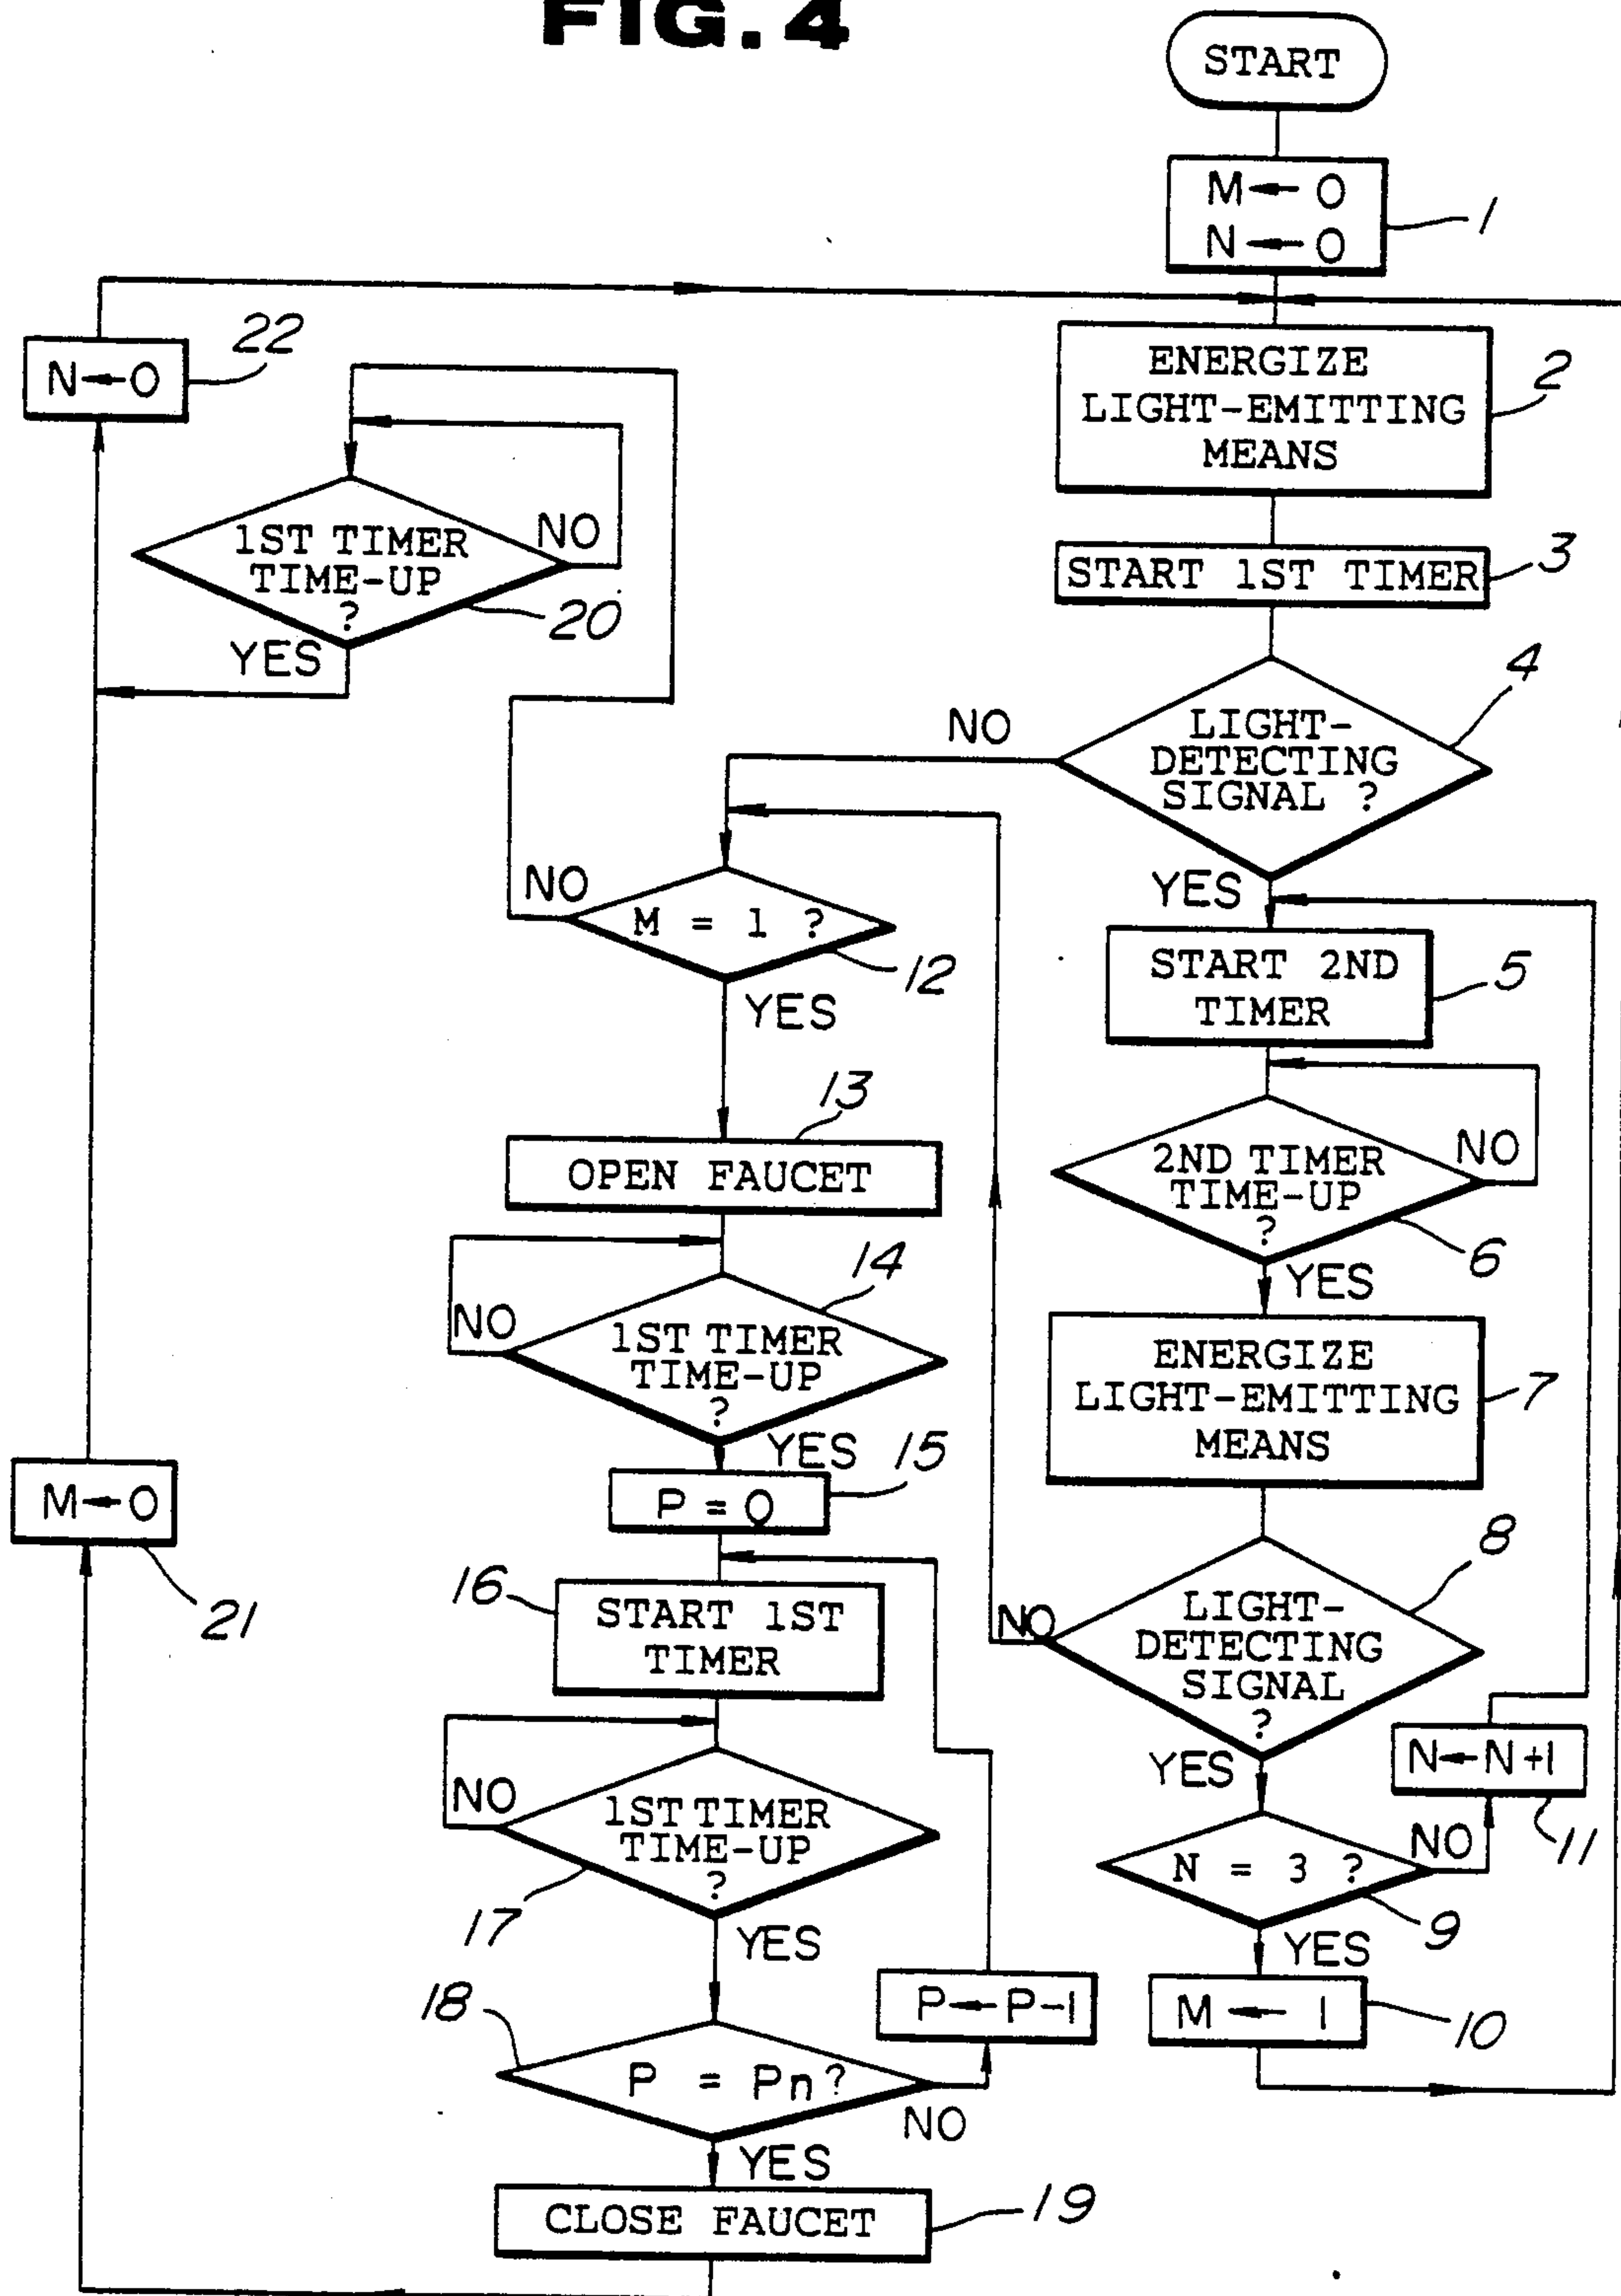 FIG. 4
START
M ← 0
N ← 0
1
ENERGIZE
LIGHT-EMITTING
MEANS
2
START 1ST TIMER
3
LIGHT-
DETECTING
SIGNAL ?
4
NO
YES
START 2ND
TIMER
5
2ND TIMER
TIME-UP
?
NO
6
YES
ENERGIZE
LIGHT-EMITTING
MEANS
7
LIGHT-
DETECTING
SIGNAL
?
8
NO
YES
N = 3 ?
9
NO
N←N+1
11
YES
M ← 1
10
M = 1 ?
12
NO
YES
13
OPEN FAUCET
1ST TIMER
TIME-UP
?
14
NO
YES
15
P = 0
16
START 1ST
TIMER
1ST TIMER
TIME-UP
?
NO
17
YES
18
P = Pn?
NO
P←P-1
YES
CLOSE FAUCET
19
1ST TIMER
TIME-UP
?
NO
20
YES
M←0
21
N←0
22